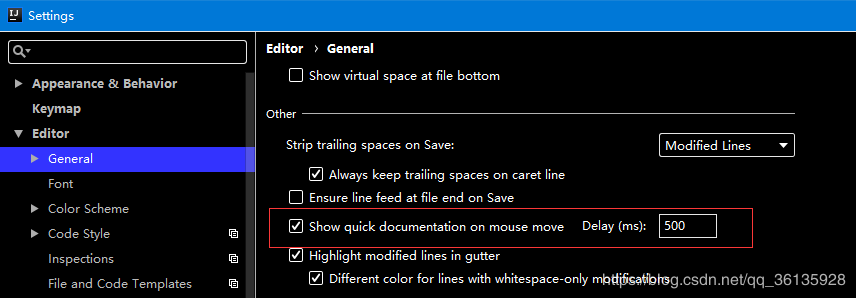 IJ Settings
Appearance & Behavior
Keymap
Editor
General
Font
Color Scheme
Code Style
Inspections
File and Code Templates
Editor › General
Show virtual space at file bottom
Other
Strip trailing spaces on Save: Modified Lines
Always keep trailing spaces on caret line
Ensure line feed at file end on Save
Show quick documentation on mouse move Delay (ms): 500
Highlight modified lines in gutter
Different color for lines with whitespace-only modifications
https://blog.csdn.net/qq_36135928